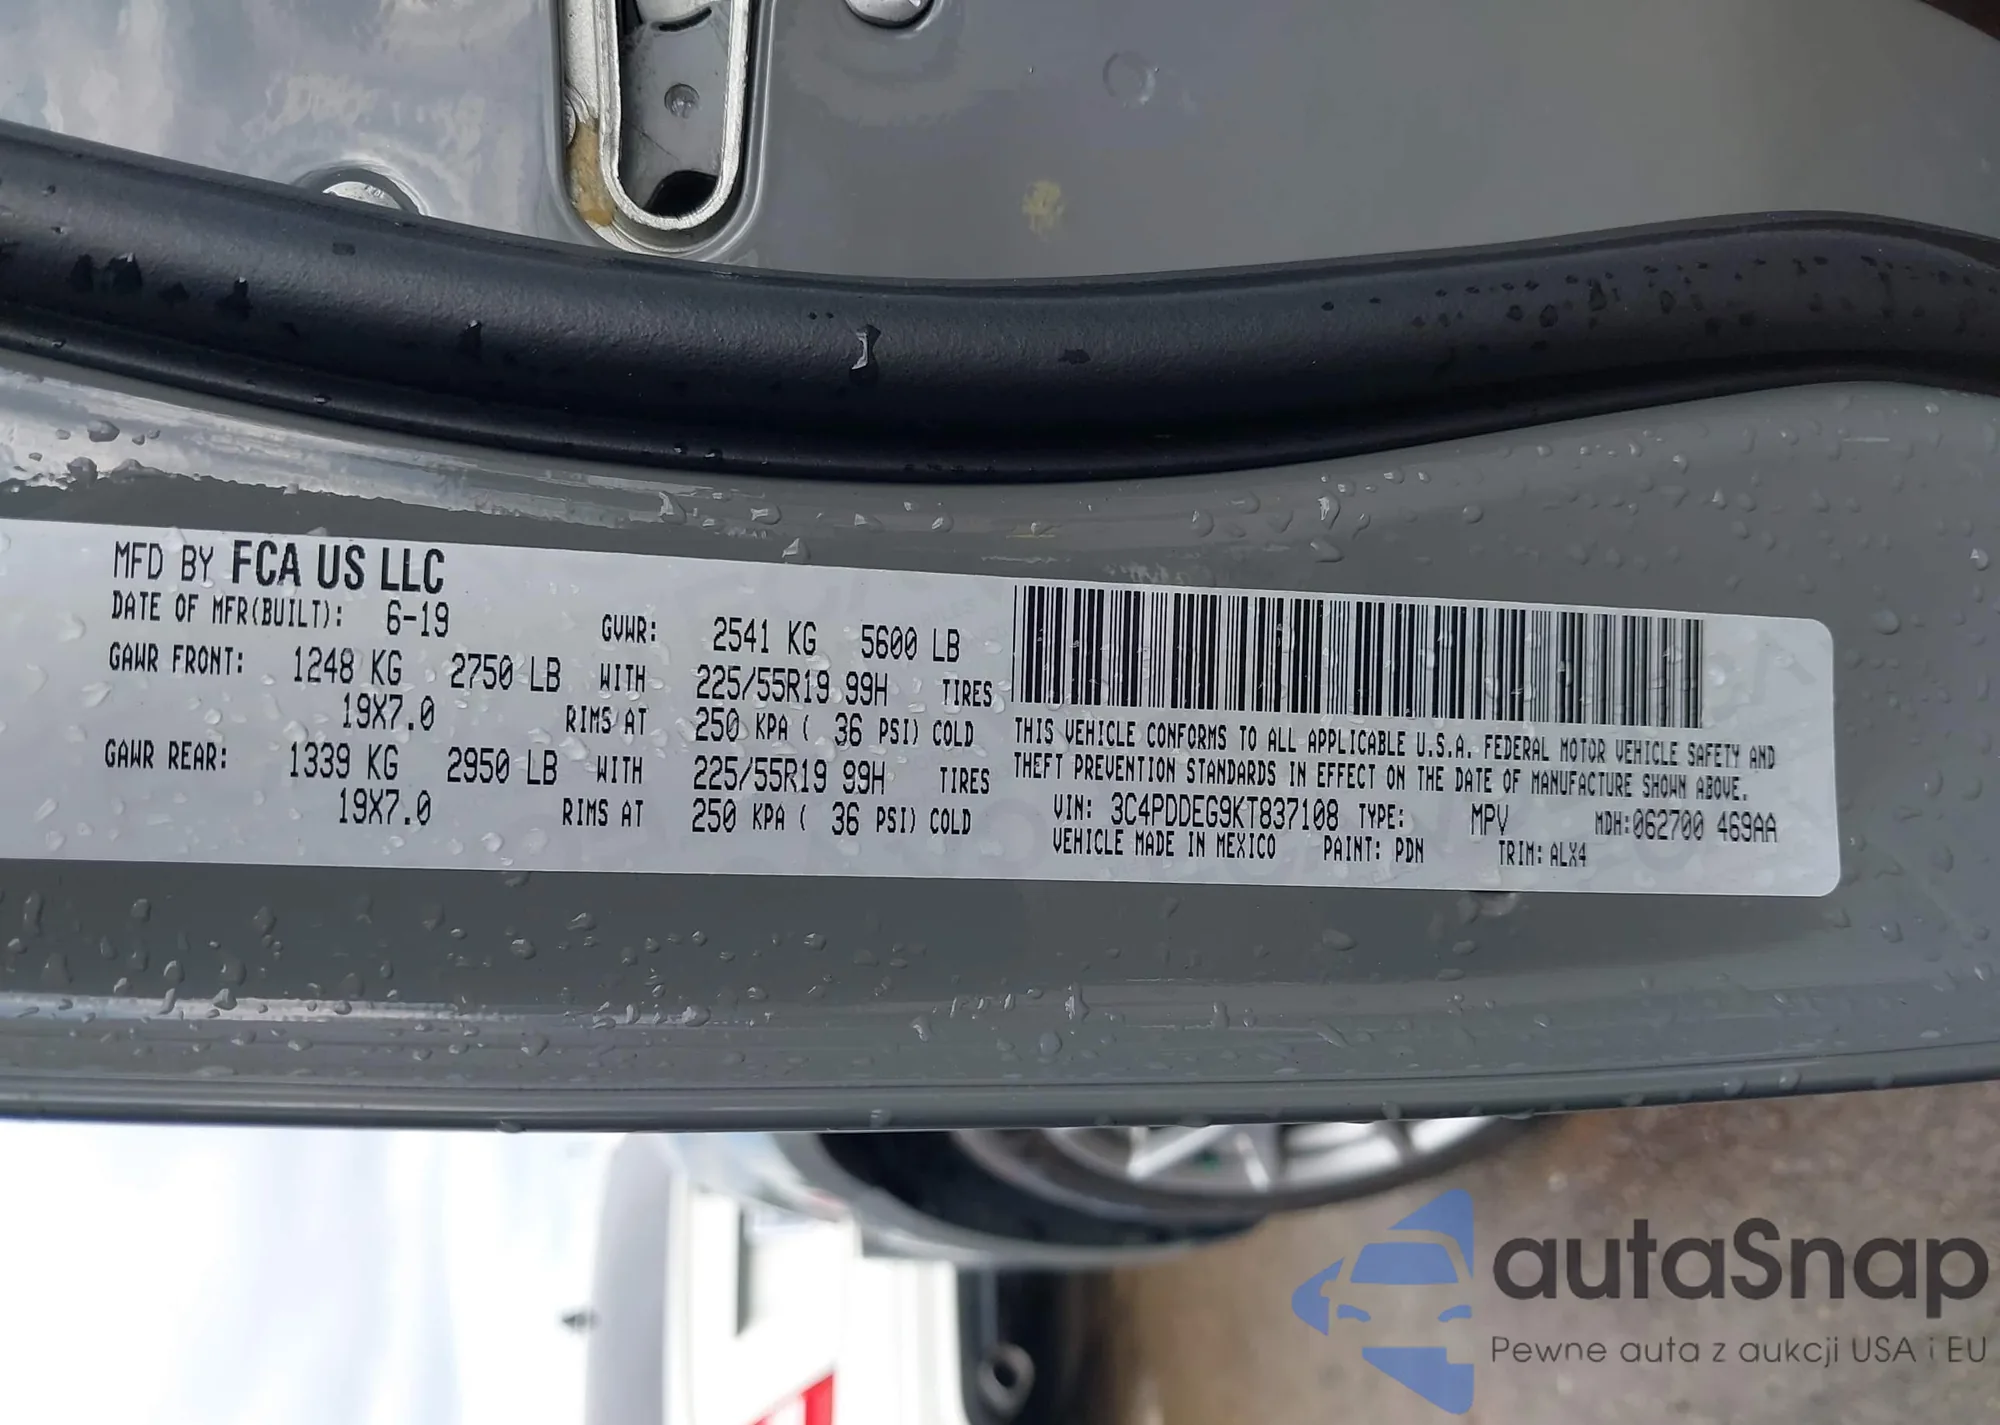 MFD BY FCA US LLC
DATE OF MFR(BUILT): 6-19 GVWR: 2541 KG 5600 LB
GAWR FRONT: 1248 KG 2750 LB WITH 225/55R19 99H TIRES
19X7.0 RIMS AT 250 KPA ( 36 PSI) COLD
GAWR REAR: 1339 KG 2950 LB WITH 225/55R19 99H TIRES
19X7.0 RIMS AT 250 KPA ( 36 PSI) COLD
THIS VEHICLE CONFORMS TO ALL APPLICABLE U.S.A. FEDERAL MOTOR VEHICLE SAFETY AND
THEFT PREVENTION STANDARDS IN EFFECT ON THE DATE OF MANUFACTURE SHOWN ABOVE.
VIN: 3C4PDDEG9KT837108 TYPE: MPV MDH:062700 469AA
VEHICLE MADE IN MEXICO PAINT: PDN TRIM: ALX4
autaSnap
Pewne auta z aukcji USA i EU